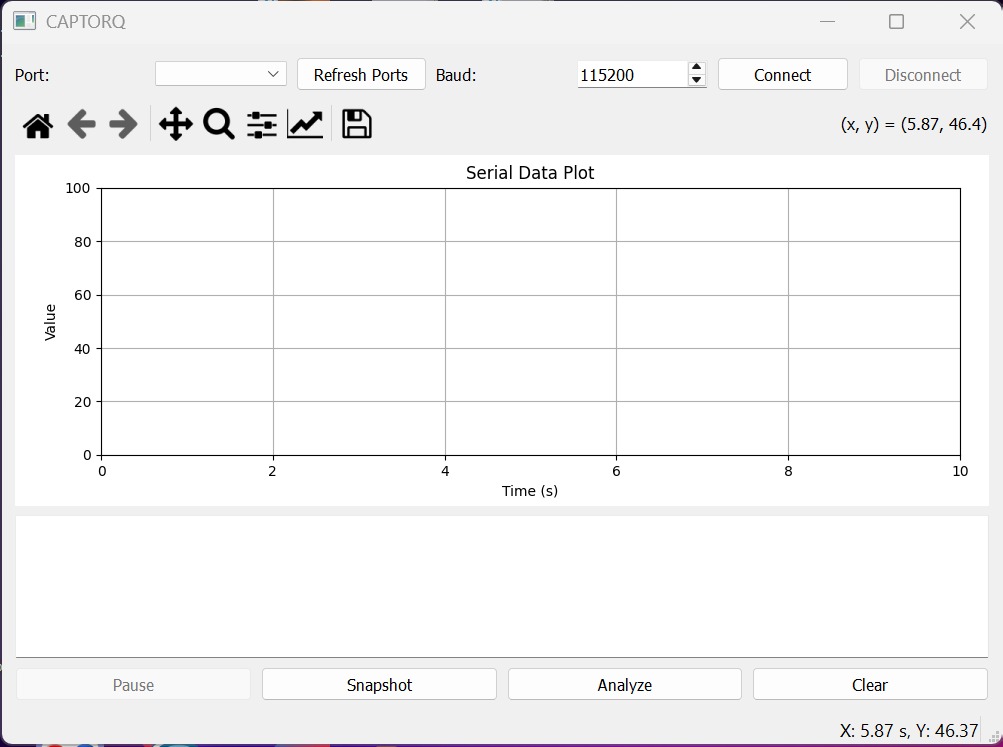 CAPTORQ
Port: Refresh Ports Baud: 115200 Connect Disconnect
(x, y) = (5.87, 46.4)
Serial Data Plot
100
80
60
40
20
0
Value
0 2 4 6 8 10
Time (s)
Pause Snapshot Analyze Clear
X: 5.87 s, Y: 46.37